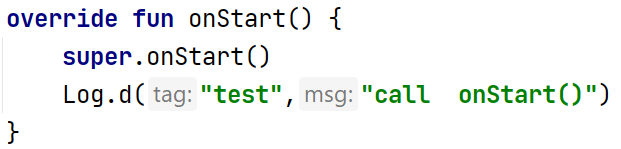 override fun onStart() {
    super.onStart()
    Log.d( tag: "test", msg: "call  onStart()")
}